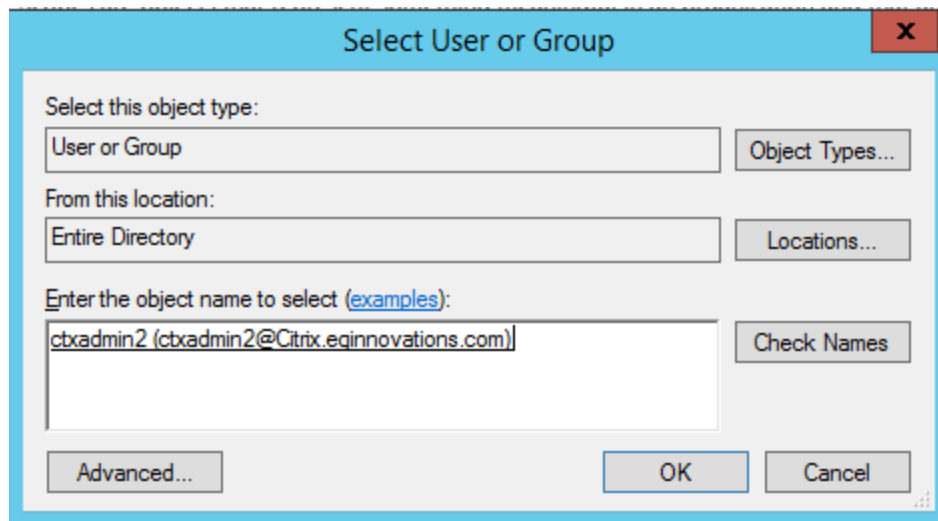 Select User or Group
x
Select this object type:
User or Group
Object Types...
From this location:
Entire Directory
Locations...
Enter the object name to select (examples):
ctxadmin2 (ctxadmin2@Citrix.eginnovations.com)
Check Names
Advanced...
OK
Cancel